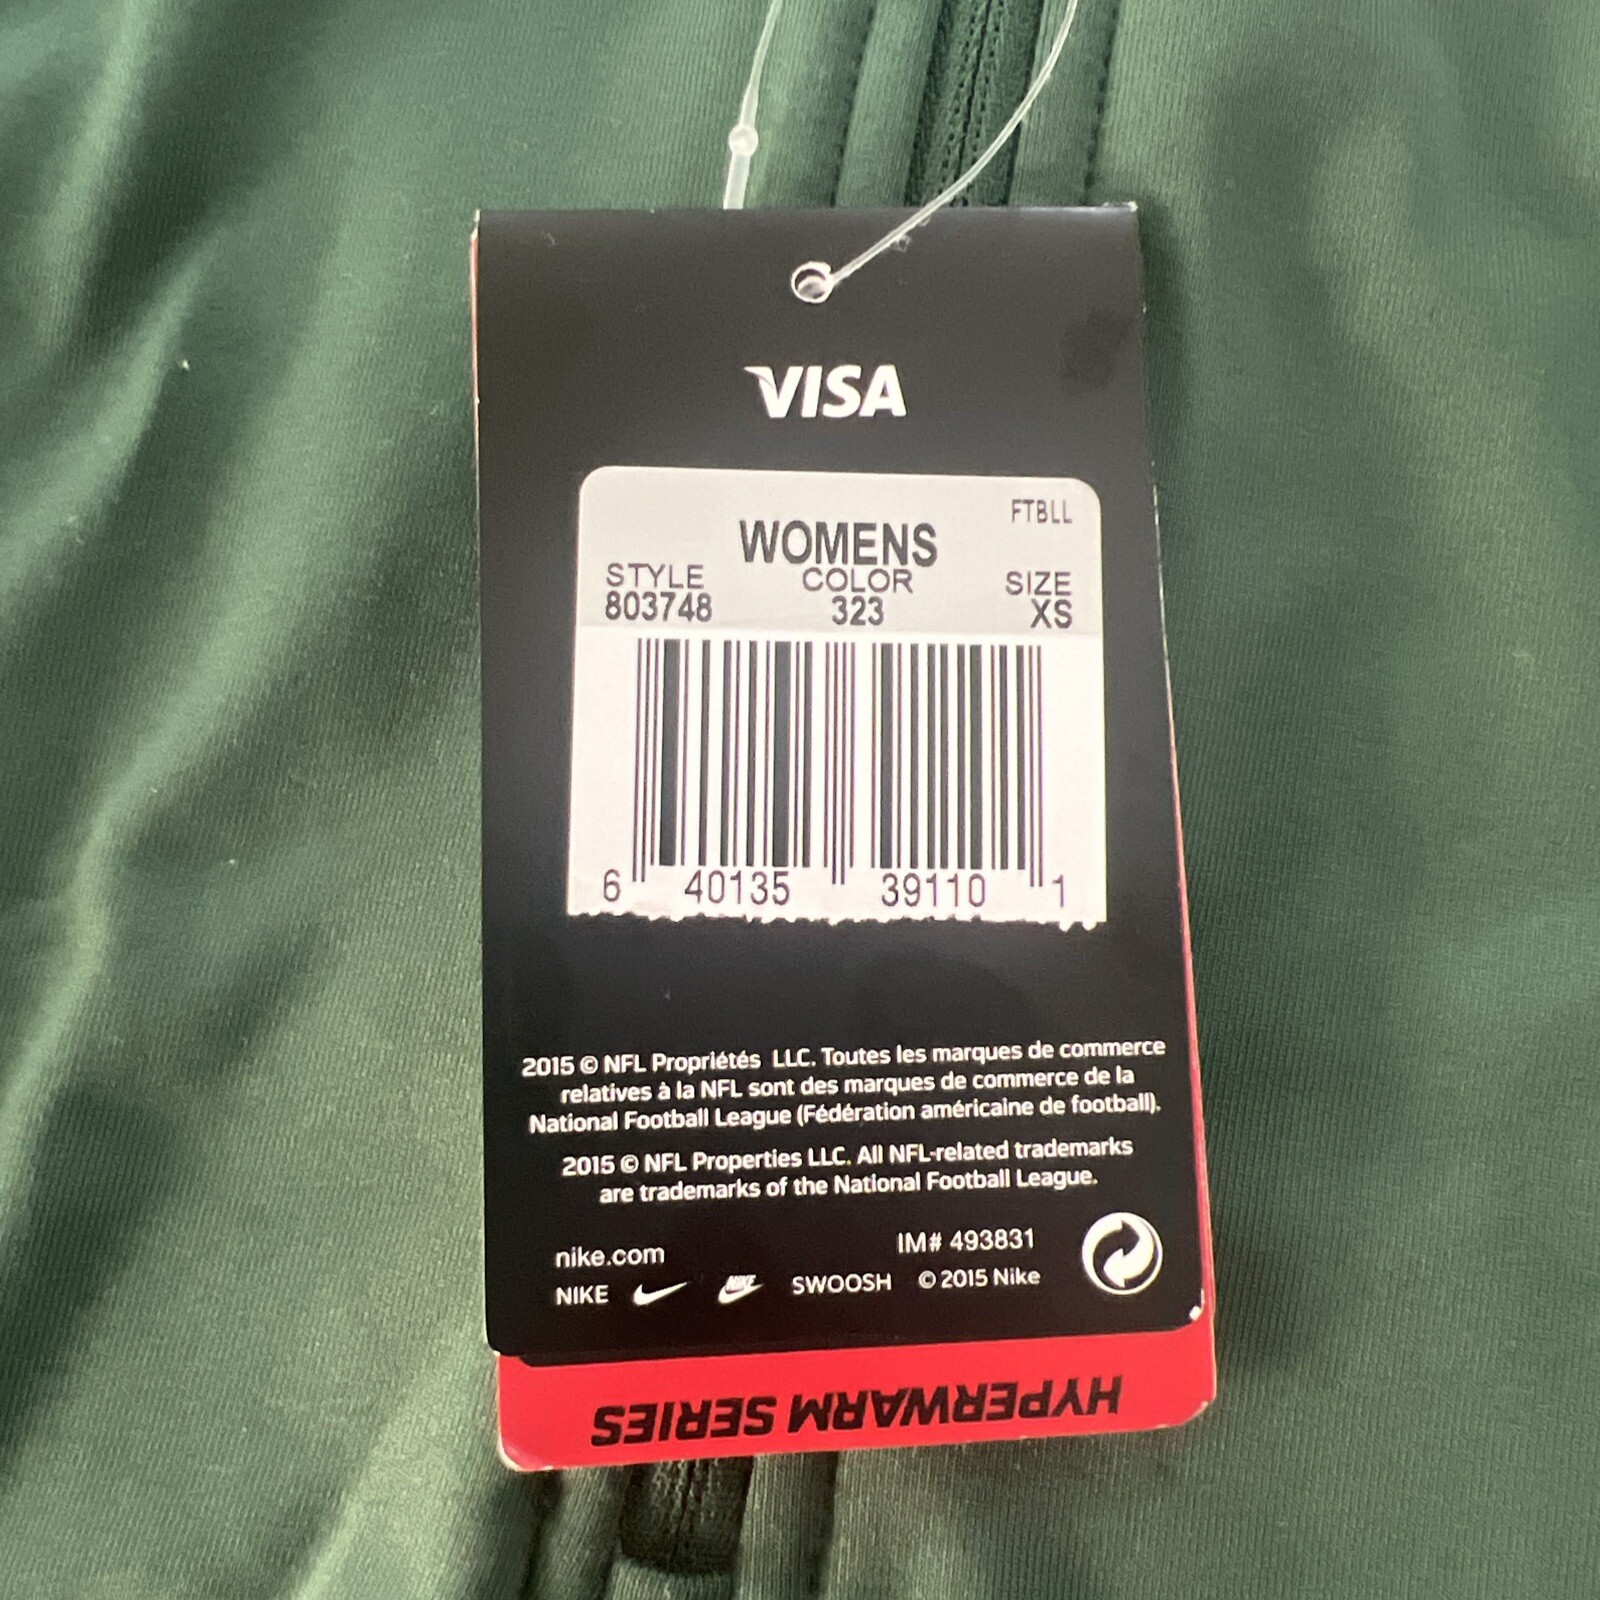 VISA
FTBLL
WOMENS
STYLE COLOR SIZE
803748 323 XS
6 40135 39110 1
2015 © NFL Propriétés LLC. Toutes les marques de commerce
relatives à la NFL sont des marques de commerce de la
National Football League (Fédération américaine de football).
2015 © NFL Properties LLC. All NFL-related trademarks
are trademarks of the National Football League.
nike.com IM# 493831
NIKE NIKE SWOOSH © 2015 Nike
HYPERWARM SERIES